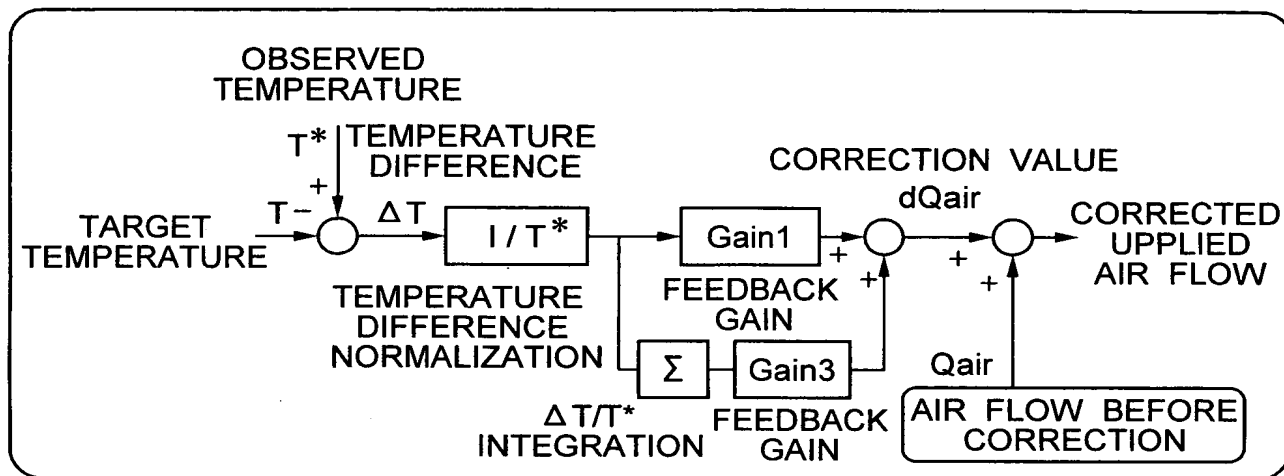 OBSERVED
TEMPERATURE
T*
TEMPERATURE
DIFFERENCE
+
TARGET
TEMPERATURE
T-
ΔT
I / T*
TEMPERATURE
DIFFERENCE
NORMALIZATION
Gain1
FEEDBACK
GAIN
Σ
ΔT/T*
INTEGRATION
Gain3
FEEDBACK
GAIN
+
+
CORRECTION VALUE
dQair
+
+
CORRECTED
UPPLIED
AIR FLOW
Qair
AIR FLOW BEFORE
CORRECTION